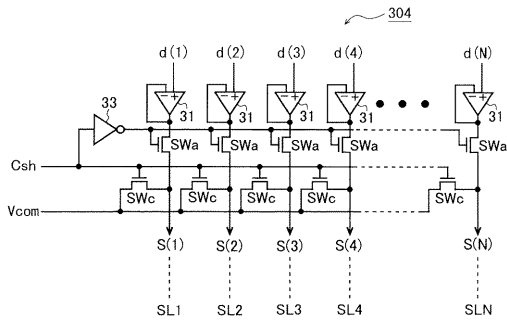 304
d(1) d(2) d(3) d(4) d(N)
33 31 31 31 31 31
SWa SWa SWa SWa SWa
Csh
SWc SWc SWc SWc SWc
Vcom
S(1) S(2) S(3) S(4) S(N)
SL1 SL2 SL3 SL4 SLN